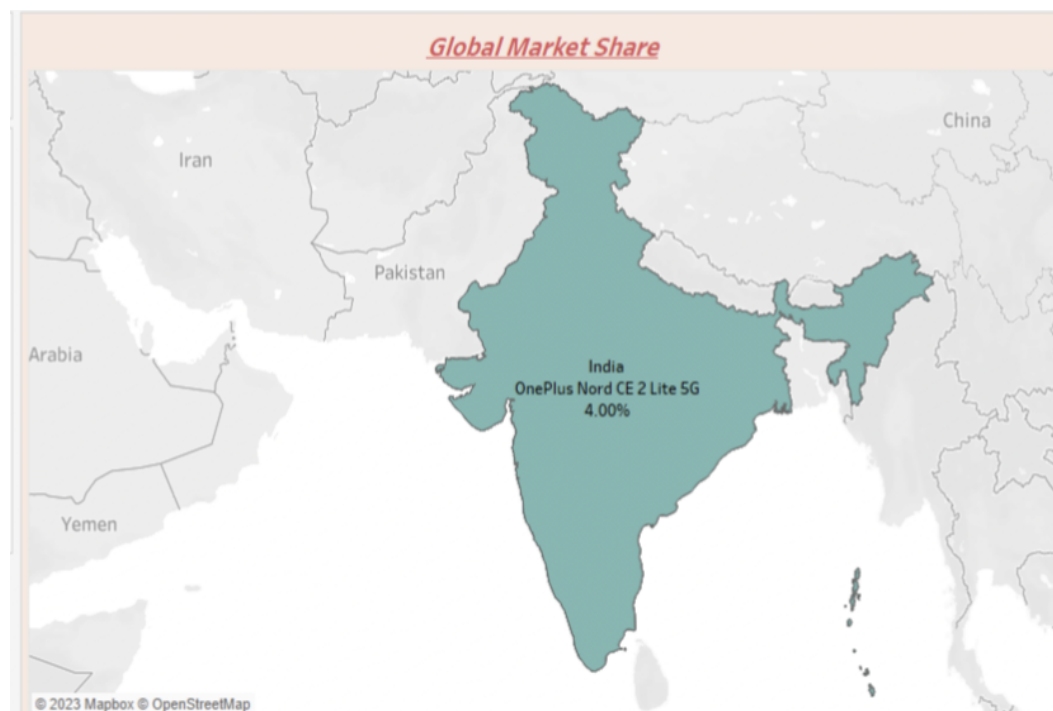 Global Market Share
China
Iran
Pakistan
Arabia
India
OnePlus Nord CE 2 Lite 5G
4.00%
Yemen
© 2023 Mapbox © OpenStreetMap